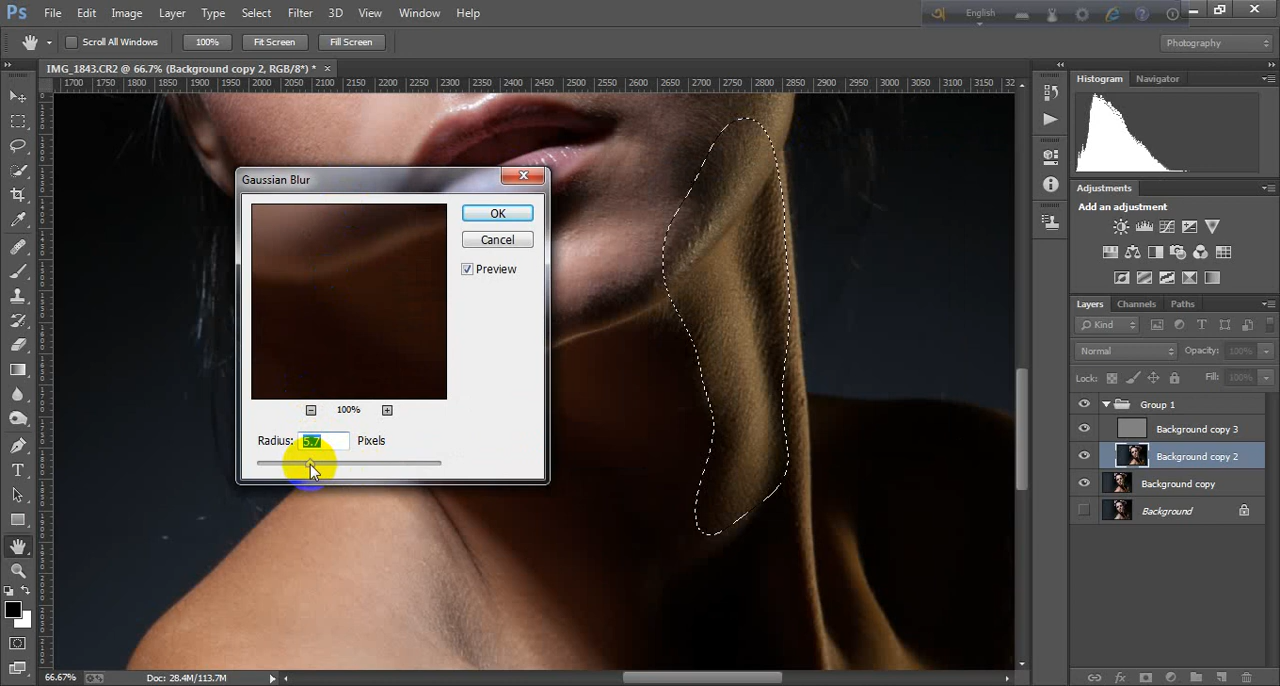 Ps File Edit Image Layer Type Select Filter 3D View Window Help
English
Scroll All Windows 100% Fit Screen Fill Screen Photography
IMG_1843.CR2 @ 66.7% (Background copy 2, RGB/8*) * ×
1700 1750 1800 1850 1900 1950 2000 2050 2100 2150 2200 2250 2300 2350 2400 2450 2500 2550 2600 2650 2700 2750 2800 2850 2900 2950 3000 3050 3100 3150
Histogram Navigator
Gaussian Blur
OK
Cancel
Preview
100%
Radius: 5.7 Pixels
Adjustments
Add an adjustment
Layers Channels Paths
Kind
Normal Opacity: 100%
Lock: Fill: 100%
Group 1
Background copy 3
Background copy 2
Background copy
Background
66.67% Doc: 28.4M/113.7M